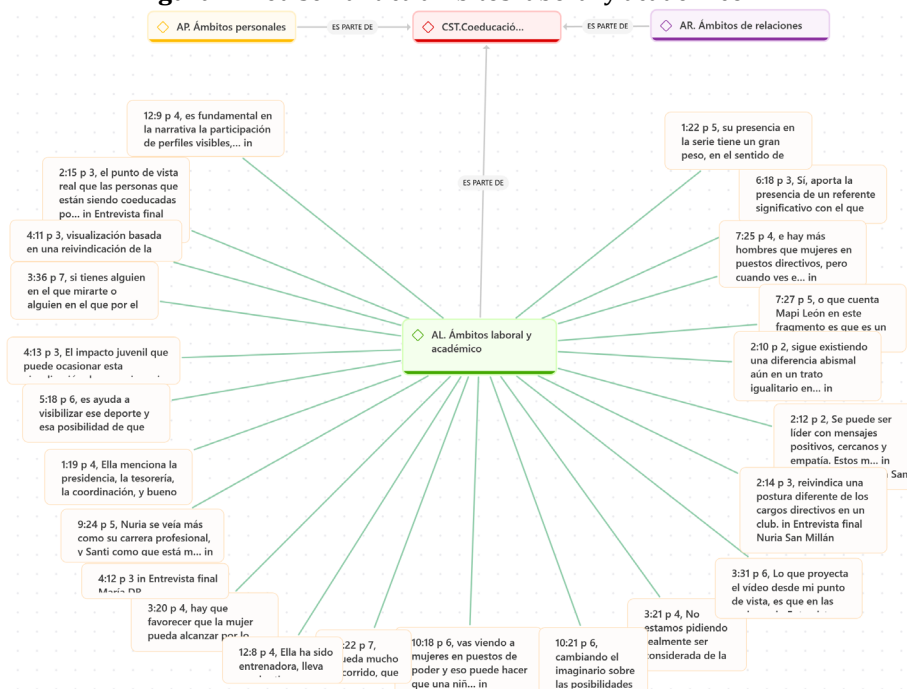 AP. Ámbitos personales
ES PARTE DE
CST.Coeducació...
ES PARTE DE
AR. Ámbitos de relaciones
12:9 p 4, es fundamental en
la narrativa la participación
de perfiles visibles,... in
1:22 p 5, su presencia en
la serie tiene un gran
peso, en el sentido de
2:15 p 3, el punto de vista
real que las personas que
están siendo coeducadas
po... in Entrevista final
6:18 p 3, Sí, aporta la
presencia de un referente
significativo con el que
ES PARTE DE
4:11 p 3, visualización basada
en una reivindicación de la
7:25 p 4, e hay más
hombres que mujeres en
puestos directivos, pero
cuando ves e... in
3:36 p 7, si tienes alguien
en el que mirarte o
alguien en el que por el
7:27 p 5, o que cuenta
Mapi León en este
fragmento es que es un
AL. Ámbitos laboral y
académico
4:13 p 3, El impacto juvenil que
puede ocasionar esta
2:10 p 2, sigue existiendo
una diferencia abismal
aún en un trato
igualitario en... in
5:18 p 6, es ayuda a
visibilizar ese deporte y
esa posibilidad de que
2:12 p 2, Se puede ser
líder con mensajes
positivos, cercanos y
empatía. Estos m... in
San
1:19 p 4, Ella menciona la
presidencia, la tesorería,
la coordinación, y bueno
2:14 p 3, reivindica una
postura diferente de los
cargos directivos en un
club. in Entrevista final
Nuria San Millán
9:24 p 5, Nuria se veía más
como su carrera profesional,
y Santi como que está m... in
4:12 p 3 in Entrevista final
María DR
3:31 p 6, Lo que proyecta
el vídeo desde mi punto
de vista, es que en las
3:20 p 4, hay que
favorecer que la mujer
pueda alcanzar por lo
3:21 p 4, No
estamos pidiendo
realmente ser
considerada de la
12:8 p 4, Ella ha sido
entrenadora, lleva
:22 p 7,
ueda mucho
corrido, que
10:18 p 6, vas viendo a
mujeres en puestos de
poder y eso puede hacer
que una niñ... in
10:21 p 6,
cambiando el
imaginario sobre
las posibilidades